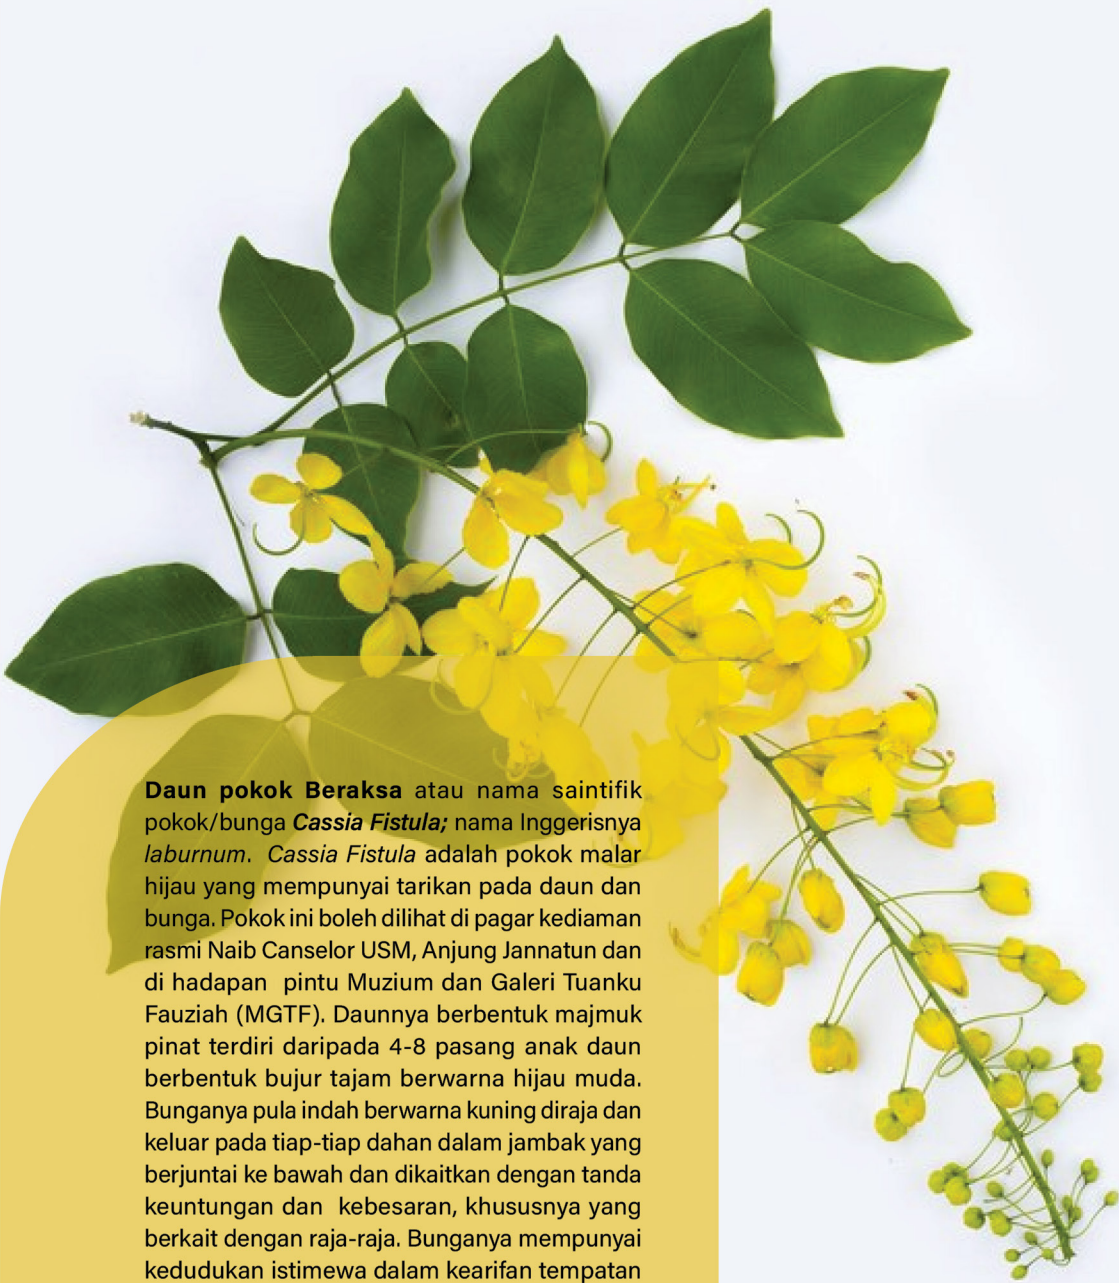 Daun pokok Beraksa atau nama saintifik
pokok/bunga Cassia Fistula; nama Inggerisnya
laburnum. Cassia Fistula adalah pokok malar
hijau yang mempunyai tarikan pada daun dan
bunga. Pokok ini boleh dilihat di pagar kediaman
rasmi Naib Canselor USM, Anjung Jannatun dan
di hadapan pintu Muzium dan Galeri Tuanku
Fauziah (MGTF). Daunnya berbentuk majmuk
pinat terdiri daripada 4-8 pasang anak daun
berbentuk bujur tajam berwarna hijau muda.
Bunganya pula indah berwarna kuning diraja dan
keluar pada tiap-tiap dahan dalam jambak yang
berjuntai ke bawah dan dikaitkan dengan tanda
keuntungan dan kebesaran, khususnya yang
berkait dengan raja-raja. Bunganya mempunyai
kedudukan istimewa dalam kearifan tempatan